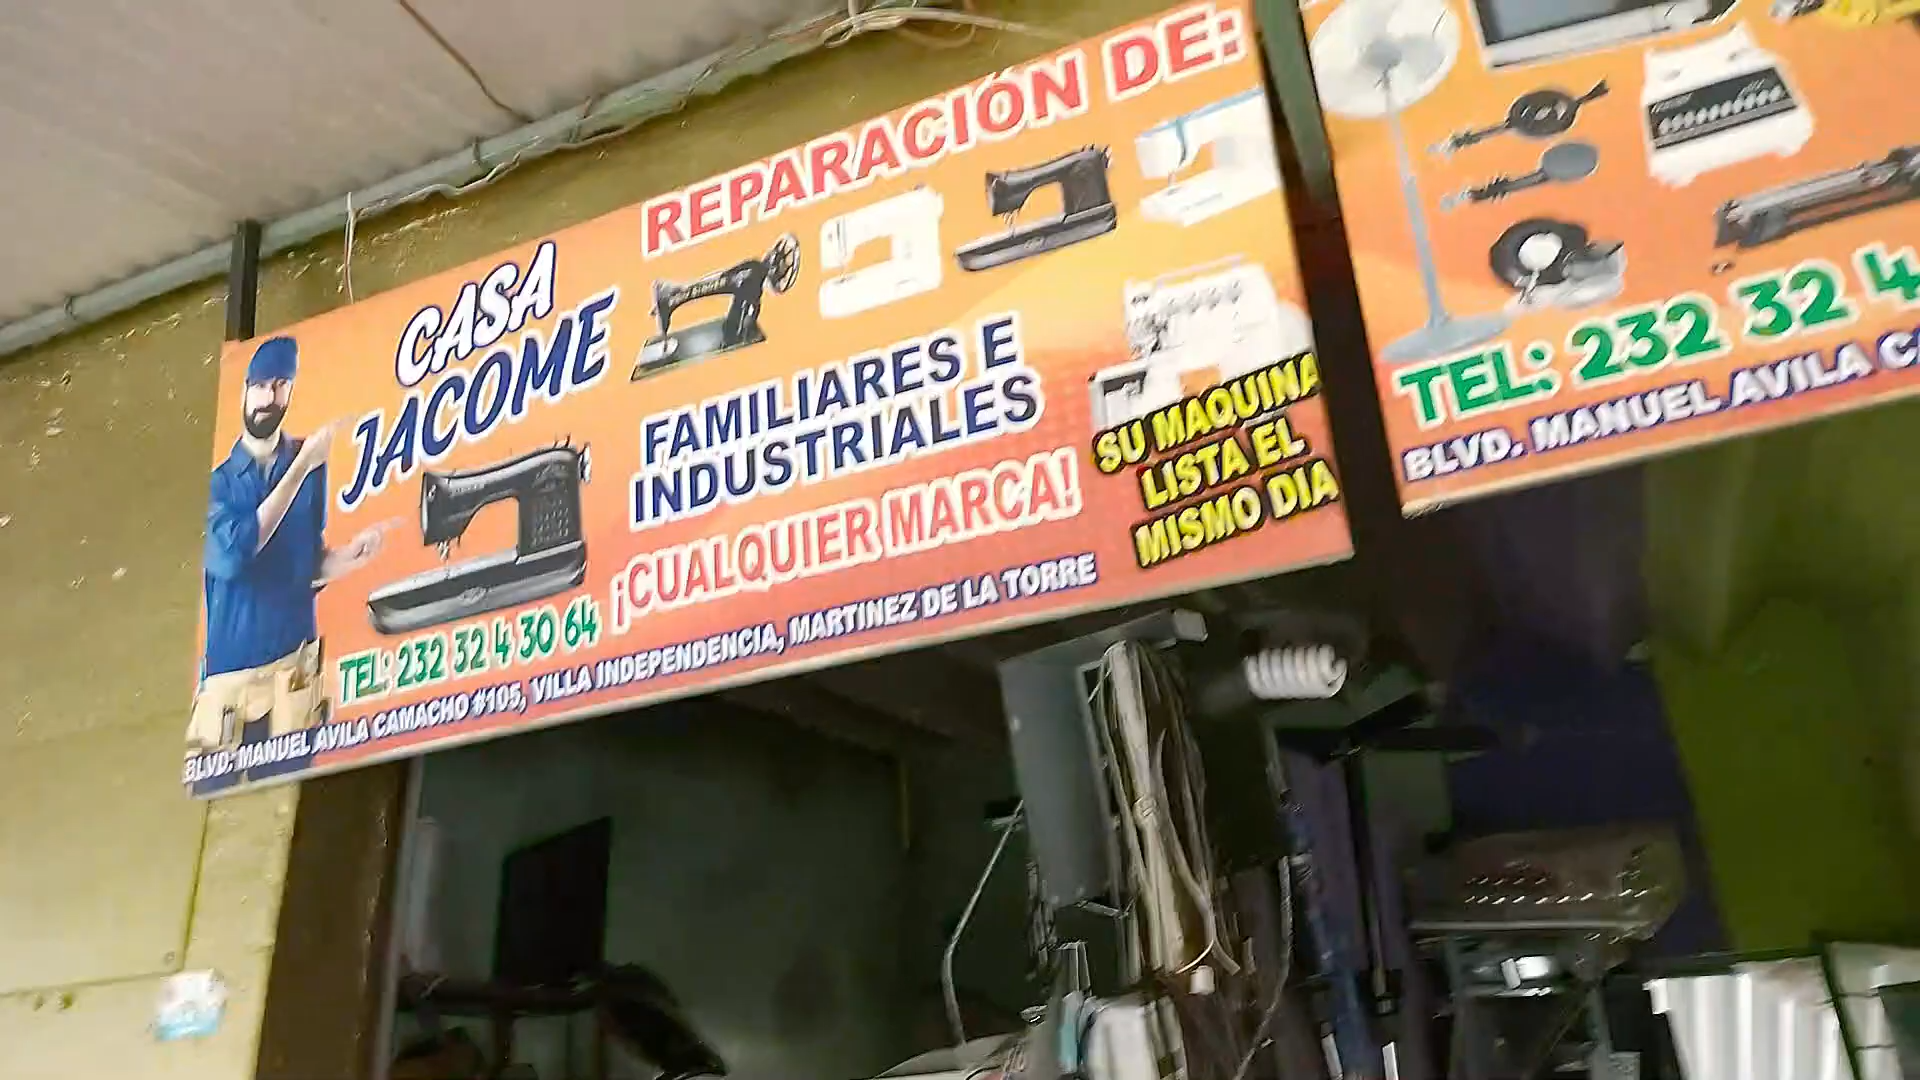 CASA
JACOME
REPARACIÓN DE:
FAMILIARES E
INDUSTRIALES
¡CUALQUIER MARCA!
SU MAQUINA
LISTA EL
MISMO DIA
TEL: 232 32 4 30 64
BLVD. MANUEL AVILA CAMACHO #105, VILLA INDEPENDENCIA, MARTINEZ DE LA TORRE
TEL: 232 32 4
BLVD. MANUEL AVILA C